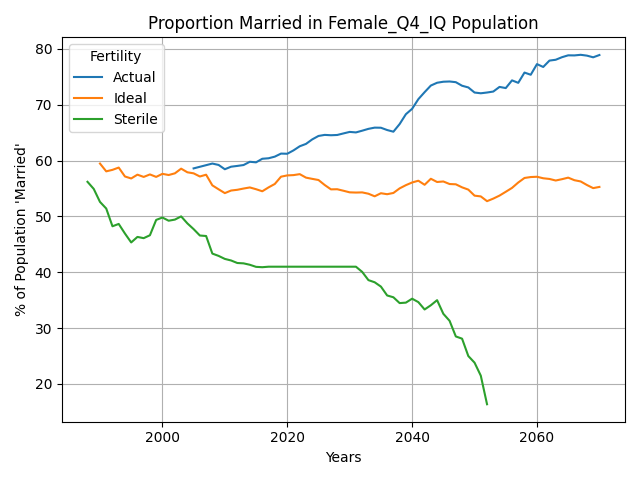 Proportion Married in Female_Q4_IQ Population
Fertility
Actual
Ideal
Sterile
% of Population 'Married'
80
70
60
50
40
30
20
2000 2020 2040 2060
Years